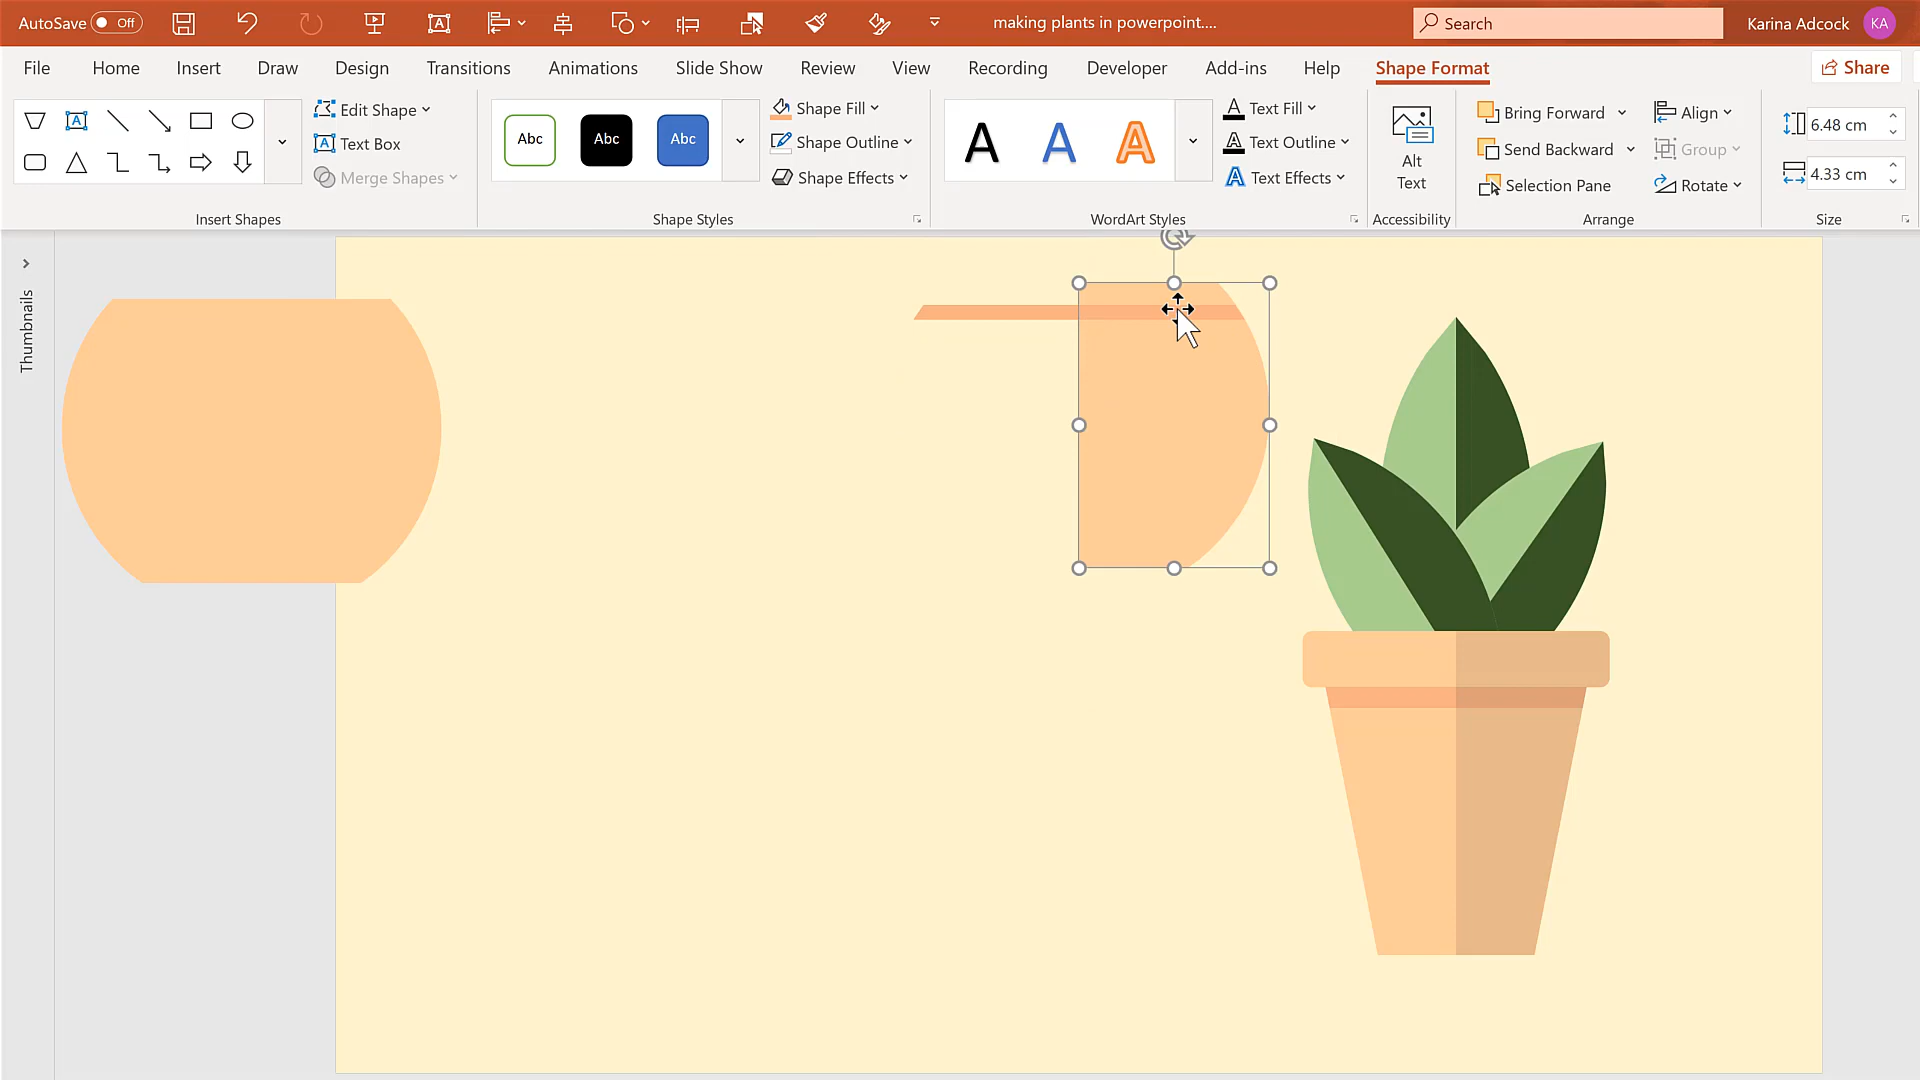 AutoSave Off making plants in powerpoint.... Search Karina Adcock KA
File Home Insert Draw Design Transitions Animations Slide Show Review View Recording Developer Add-ins Help Shape Format Share
Edit Shape
Text Box
Merge Shapes
Insert Shapes
Abc Abc Abc
Shape Fill
Shape Outline
Shape Effects
Shape Styles
A A A
Text Fill
Text Outline
Text Effects
WordArt Styles
Alt
Text
Accessibility
Bring Forward
Send Backward
Selection Pane
Align
Group
Rotate
Arrange
6.48 cm
4.33 cm
Size
Thumbnails